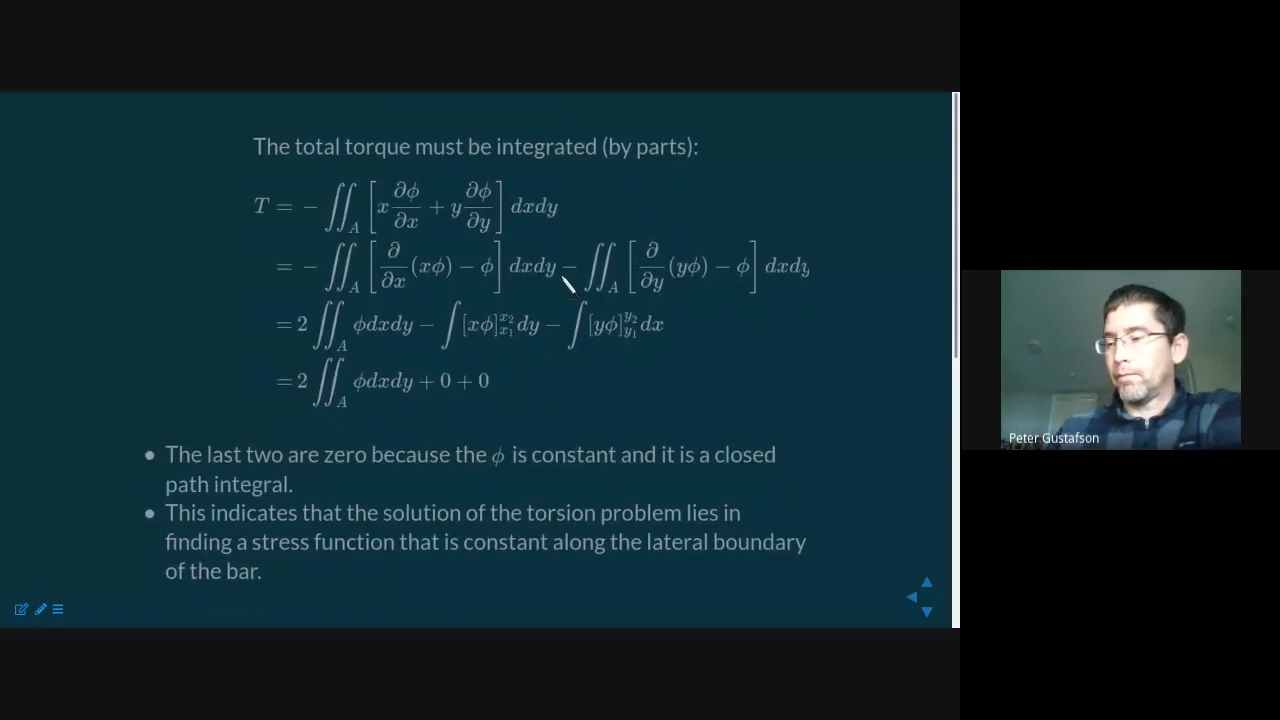 The total torque must be integrated (by parts):
T = − ∬_A [x ∂ϕ/∂x + y ∂ϕ/∂y] dxdy
= − ∬_A [∂/∂x (xϕ) − ϕ] dxdy − ∬_A [∂/∂y (yϕ) − ϕ] dxdy
= 2 ∬_A ϕdxdy − ∫ [xϕ]_{x_1}^{x_2} dy − ∫ [yϕ]_{y_1}^{y_2} dx
= 2 ∬_A ϕdxdy + 0 + 0
• The last two are zero because the ϕ is constant and it is a closed
path integral.
• This indicates that the solution of the torsion problem lies in
finding a stress function that is constant along the lateral boundary
of the bar.
Peter Gustafson